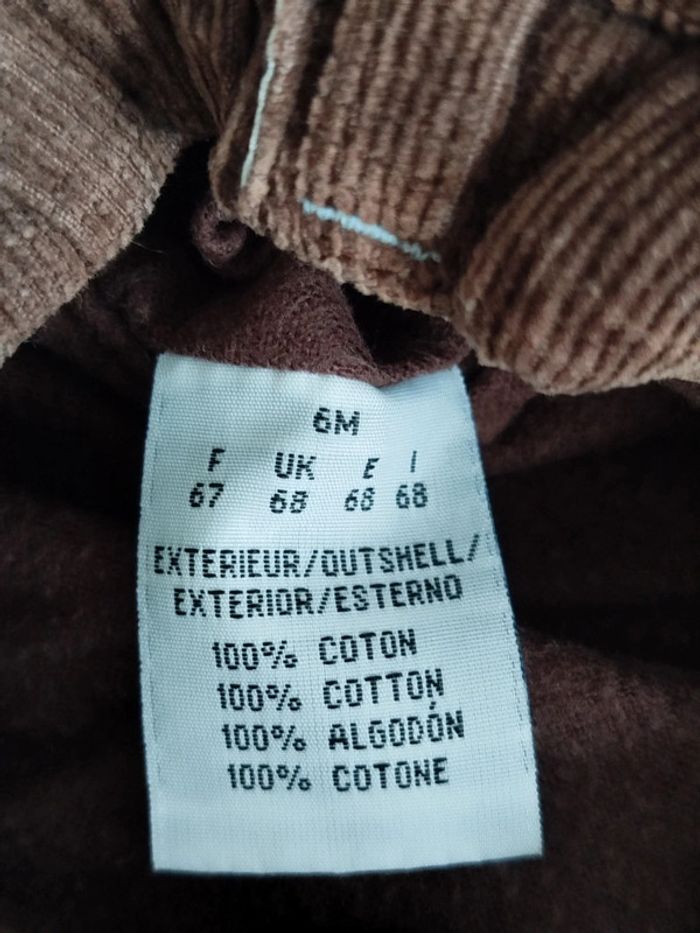 6M
F UK E I
67 68 68 68
EXTERIEUR/OUTSHELL/
EXTERIOR/ESTERNO
100% COTON
100% COTTON
100% ALGODÓN
100% COTONE